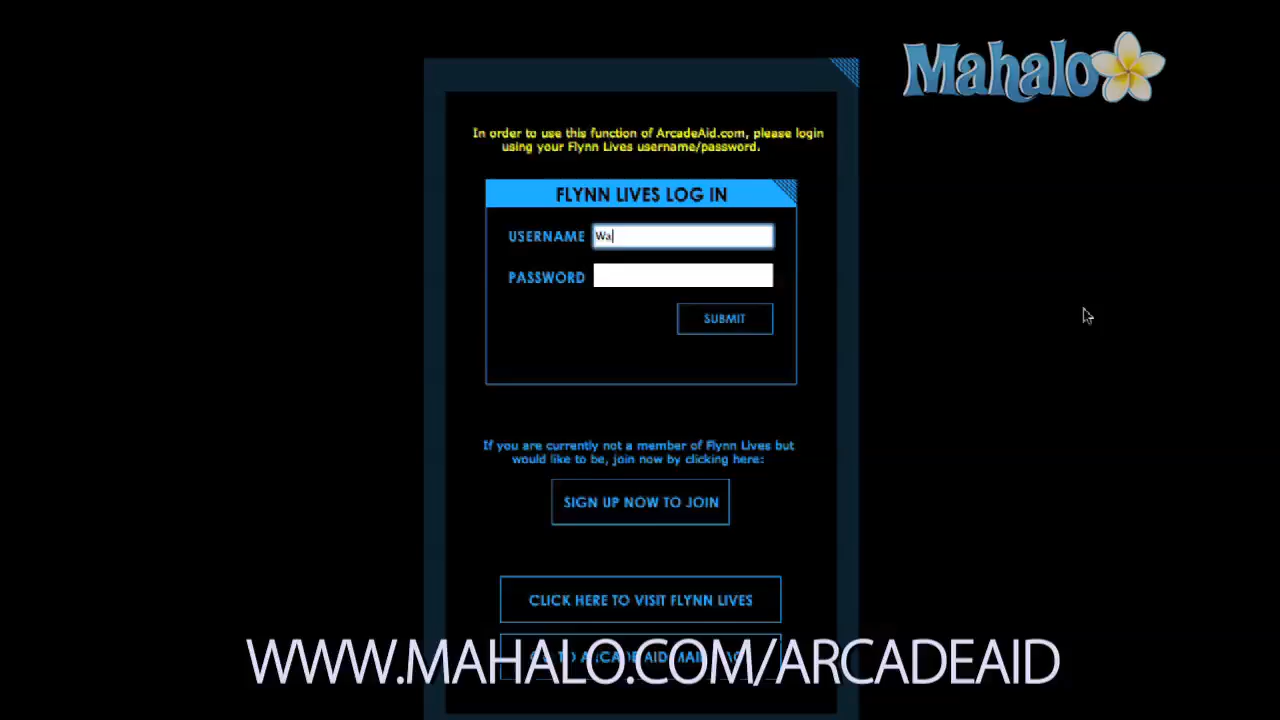 Mahalo
In order to use this function of ArcadeAid.com, please login
using your Flynn Lives username/password.
FLYNN LIVES LOG IN
USERNAME Wa
PASSWORD
SUBMIT
If you are currently not a member of Flynn Lives but
would like to be, join now by clicking here:
SIGN UP NOW TO JOIN
CLICK HERE TO VISIT FLYNN LIVES
WWW.MAHALO.COM/ARCADEAID